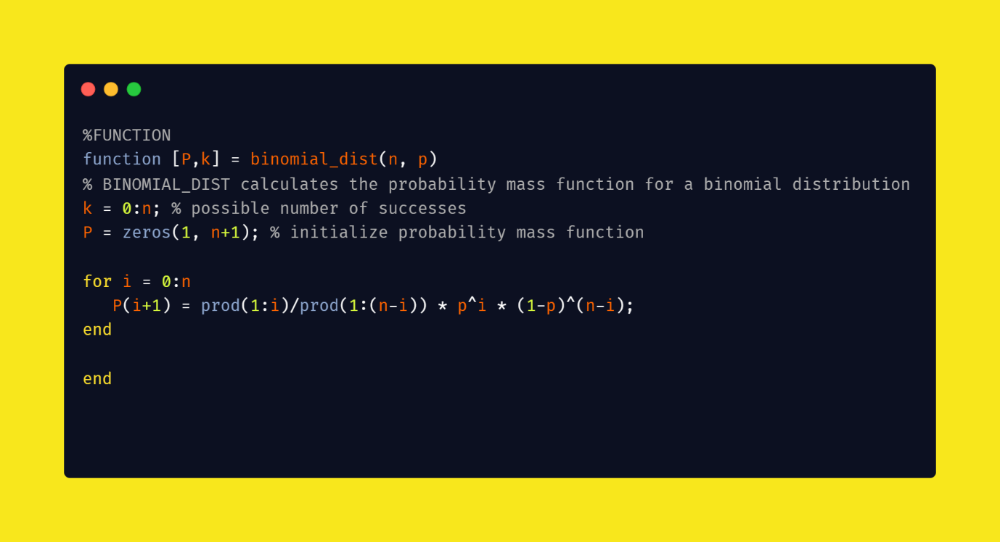 %FUNCTION
function [P,k] = binomial_dist(n, p)
% BINOMIAL_DIST calculates the probability mass function for a binomial distribution
k = 0:n; % possible number of successes
P = zeros(1, n+1); % initialize probability mass function
for i = 0:n
P(i+1) = prod(1:i)/prod(1:(n-i)) * p^i * (1-p)^(n-i);
end
end